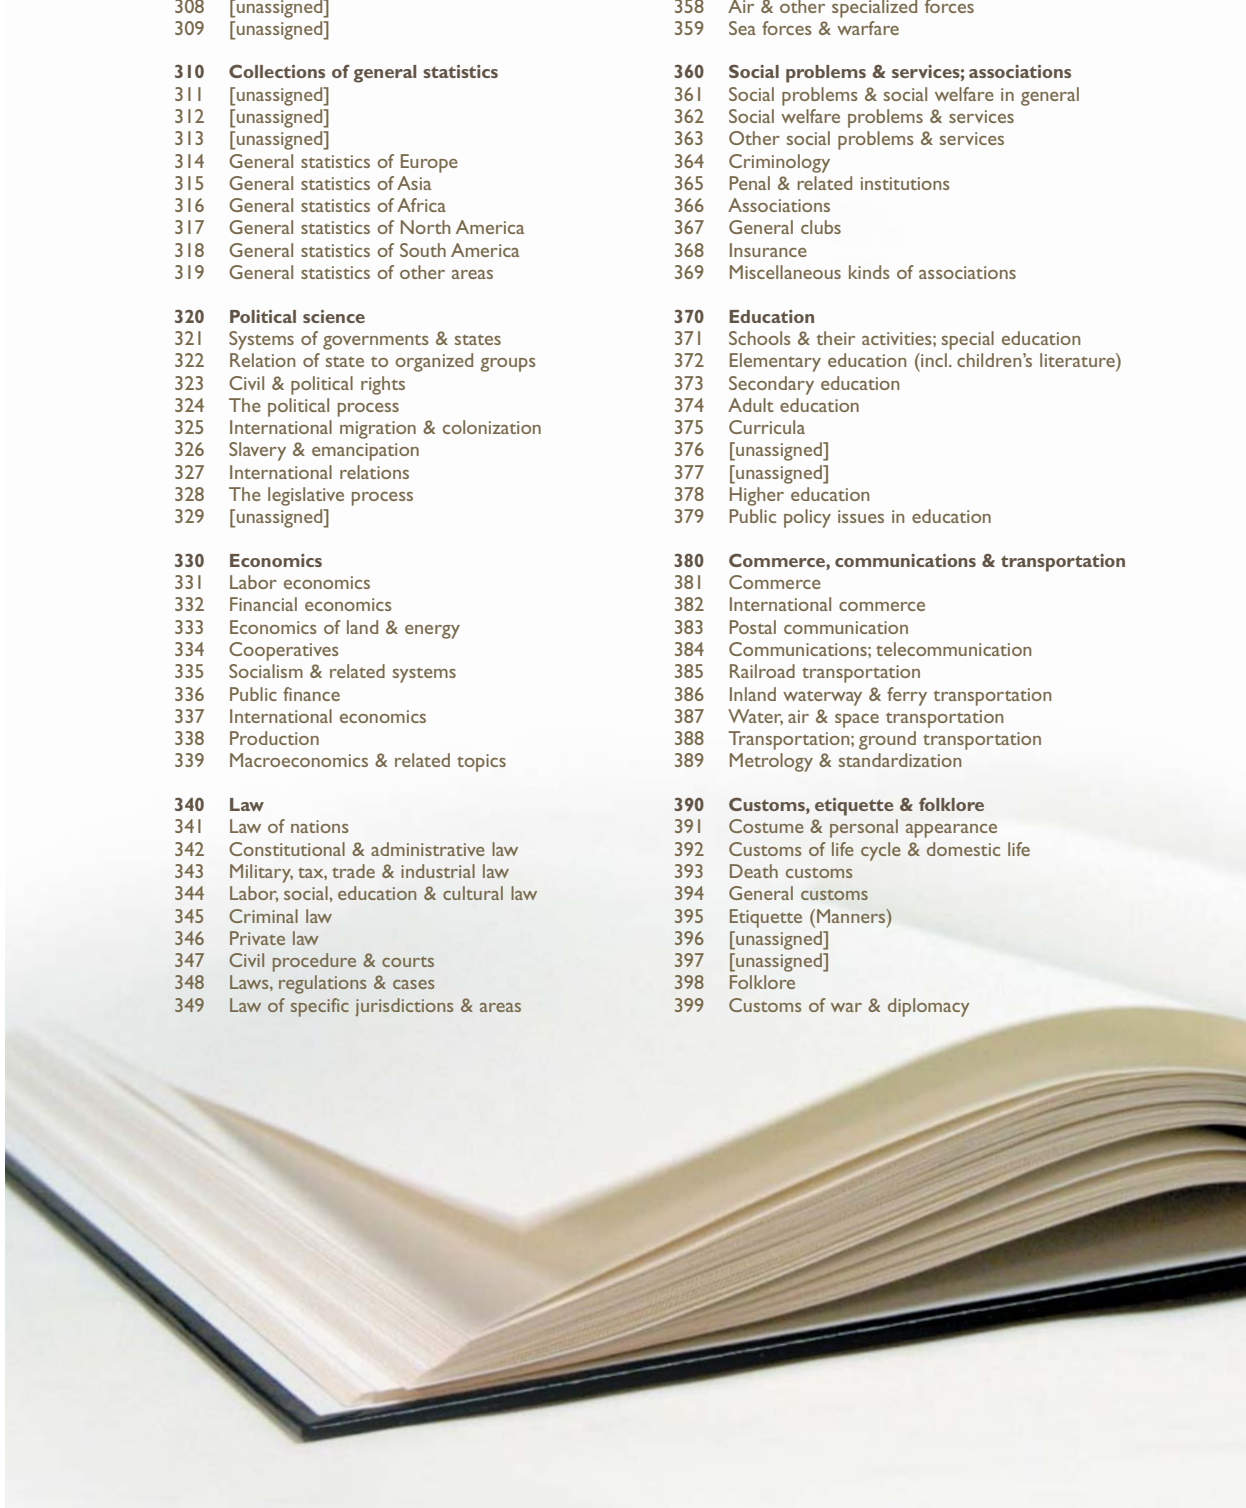 308 [unassigned]
309 [unassigned]
310 Collections of general statistics
311 [unassigned]
312 [unassigned]
313 [unassigned]
314 General statistics of Europe
315 General statistics of Asia
316 General statistics of Africa
317 General statistics of North America
318 General statistics of South America
319 General statistics of other areas
320 Political science
321 Systems of governments & states
322 Relation of state to organized groups
323 Civil & political rights
324 The political process
325 International migration & colonization
326 Slavery & emancipation
327 International relations
328 The legislative process
329 [unassigned]
330 Economics
331 Labor economics
332 Financial economics
333 Economics of land & energy
334 Cooperatives
335 Socialism & related systems
336 Public finance
337 International economics
338 Production
339 Macroeconomics & related topics
340 Law
341 Law of nations
342 Constitutional & administrative law
343 Military, tax, trade & industrial law
344 Labor, social, education & cultural law
345 Criminal law
346 Private law
347 Civil procedure & courts
348 Laws, regulations & cases
349 Law of specific jurisdictions & areas
358 Air & other specialized forces
359 Sea forces & warfare
360 Social problems & services; associations
361 Social problems & social welfare in general
362 Social welfare problems & services
363 Other social problems & services
364 Criminology
365 Penal & related institutions
366 Associations
367 General clubs
368 Insurance
369 Miscellaneous kinds of associations
370 Education
371 Schools & their activities; special education
372 Elementary education (incl. children’s literature)
373 Secondary education
374 Adult education
375 Curricula
376 [unassigned]
377 [unassigned]
378 Higher education
379 Public policy issues in education
380 Commerce, communications & transportation
381 Commerce
382 International commerce
383 Postal communication
384 Communications; telecommunication
385 Railroad transportation
386 Inland waterway & ferry transportation
387 Water, air & space transportation
388 Transportation; ground transportation
389 Metrology & standardization
390 Customs, etiquette & folklore
391 Costume & personal appearance
392 Customs of life cycle & domestic life
393 Death customs
394 General customs
395 Etiquette (Manners)
396 [unassigned]
397 [unassigned]
398 Folklore
399 Customs of war & diplomacy